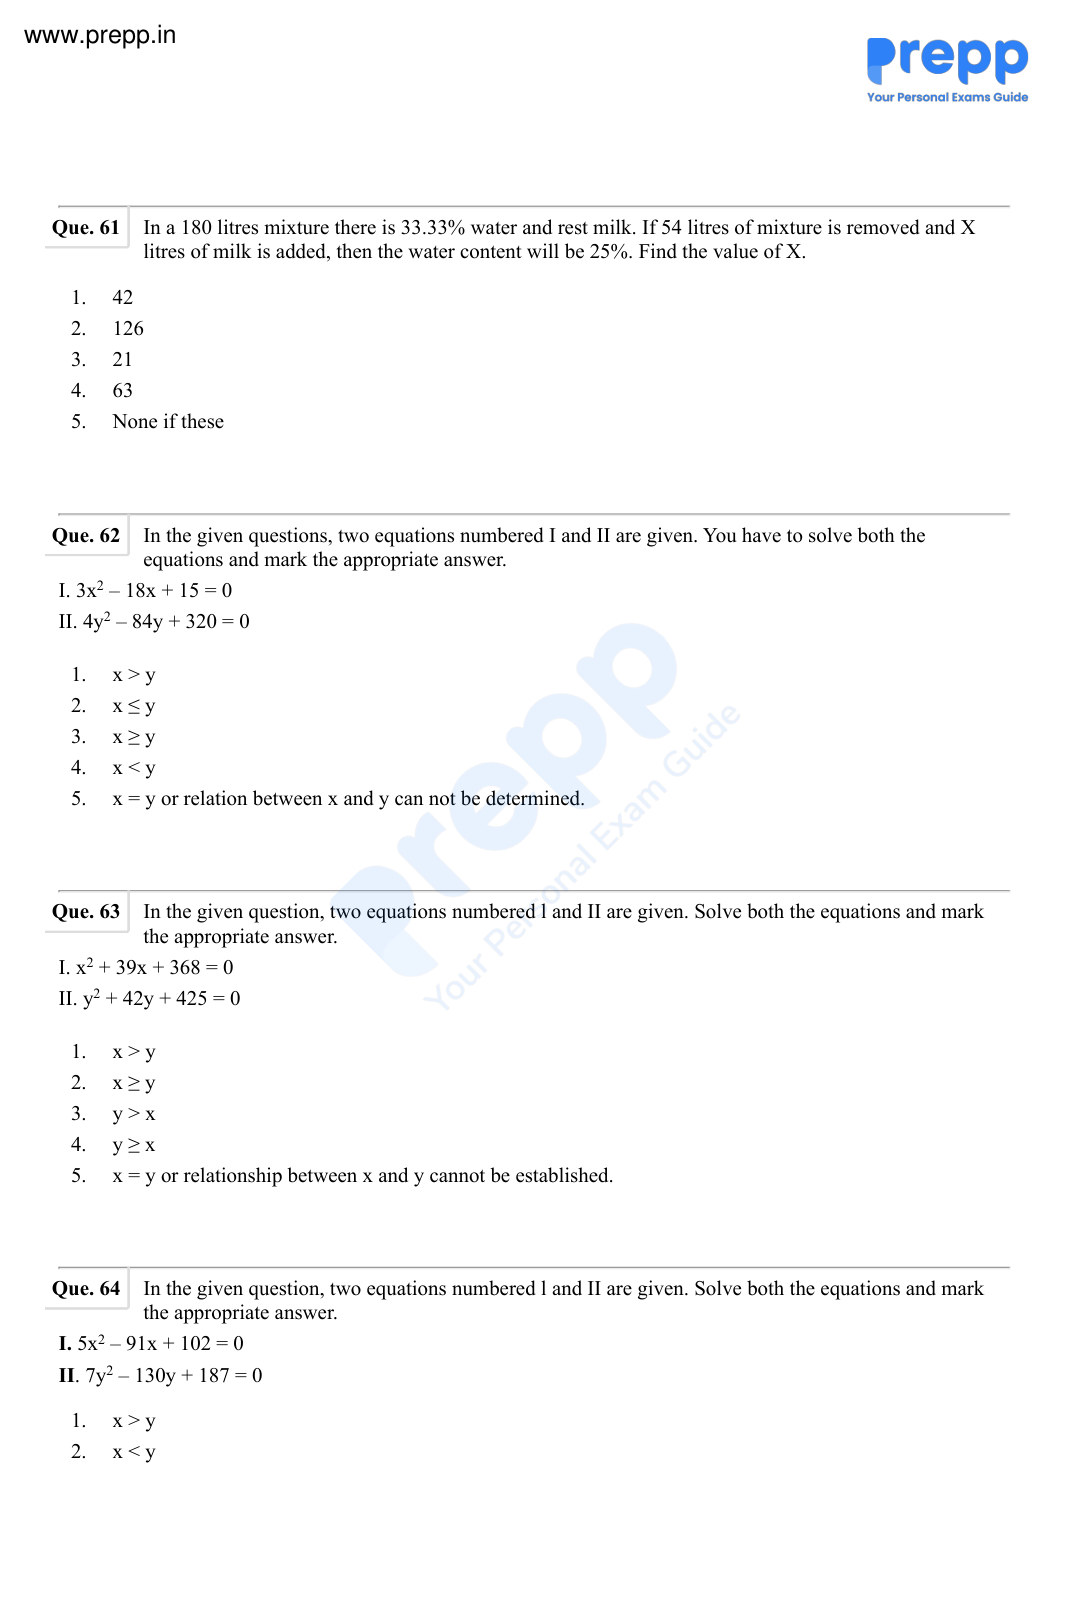 www.prepp.in
prepp
Your Personal Exams Guide
Que. 61 In a 180 litres mixture there is 33.33% water and rest milk. If 54 litres of mixture is removed and X
litres of milk is added, then the water content will be 25%. Find the value of X.
1. 42
2. 126
3. 21
4. 63
5. None if these
Que. 62 In the given questions, two equations numbered I and II are given. You have to solve both the
equations and mark the appropriate answer.
I. 3x² – 18x + 15 = 0
II. 4y² – 84y + 320 = 0
1. x > y
2. x ≤ y
3. x ≥ y
4. x < y
5. x = y or relation between x and y can not be determined.
Que. 63 In the given question, two equations numbered l and II are given. Solve both the equations and mark
the appropriate answer.
I. x² + 39x + 368 = 0
II. y² + 42y + 425 = 0
1. x > y
2. x ≥ y
3. y > x
4. y ≥ x
5. x = y or relationship between x and y cannot be established.
Que. 64 In the given question, two equations numbered l and II are given. Solve both the equations and mark
the appropriate answer.
I. 5x² – 91x + 102 = 0
II. 7y² – 130y + 187 = 0
1. x > y
2. x < y
prepp
Your Personal Exam Guide